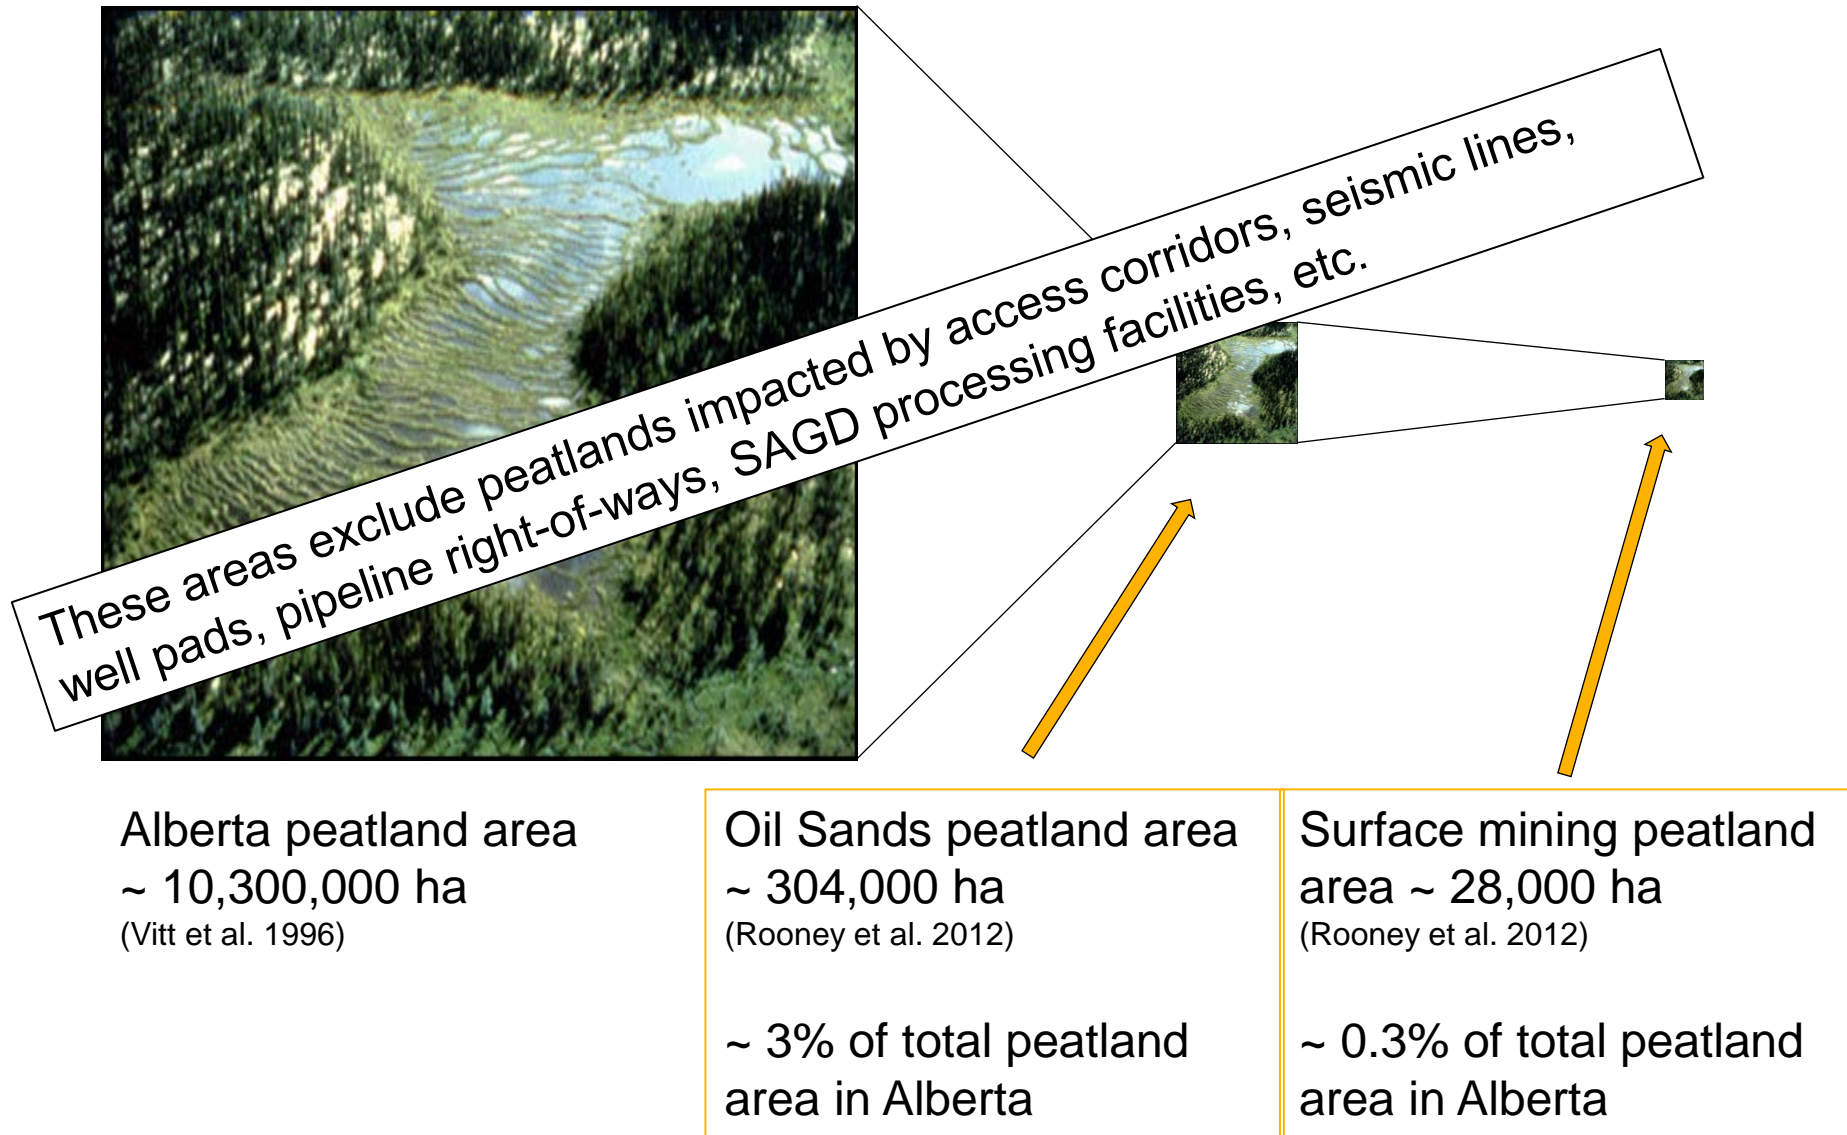 These areas exclude peatlands impacted by access corridors, seismic lines,
well pads, pipeline right-of-ways, SAGD processing facilities, etc.
Alberta peatland area
~ 10,300,000 ha
(Vitt et al. 1996)
Oil Sands peatland area
~ 304,000 ha
(Rooney et al. 2012)
~ 3% of total peatland
area in Alberta
Surface mining peatland
area ~ 28,000 ha
(Rooney et al. 2012)
~ 0.3% of total peatland
area in Alberta